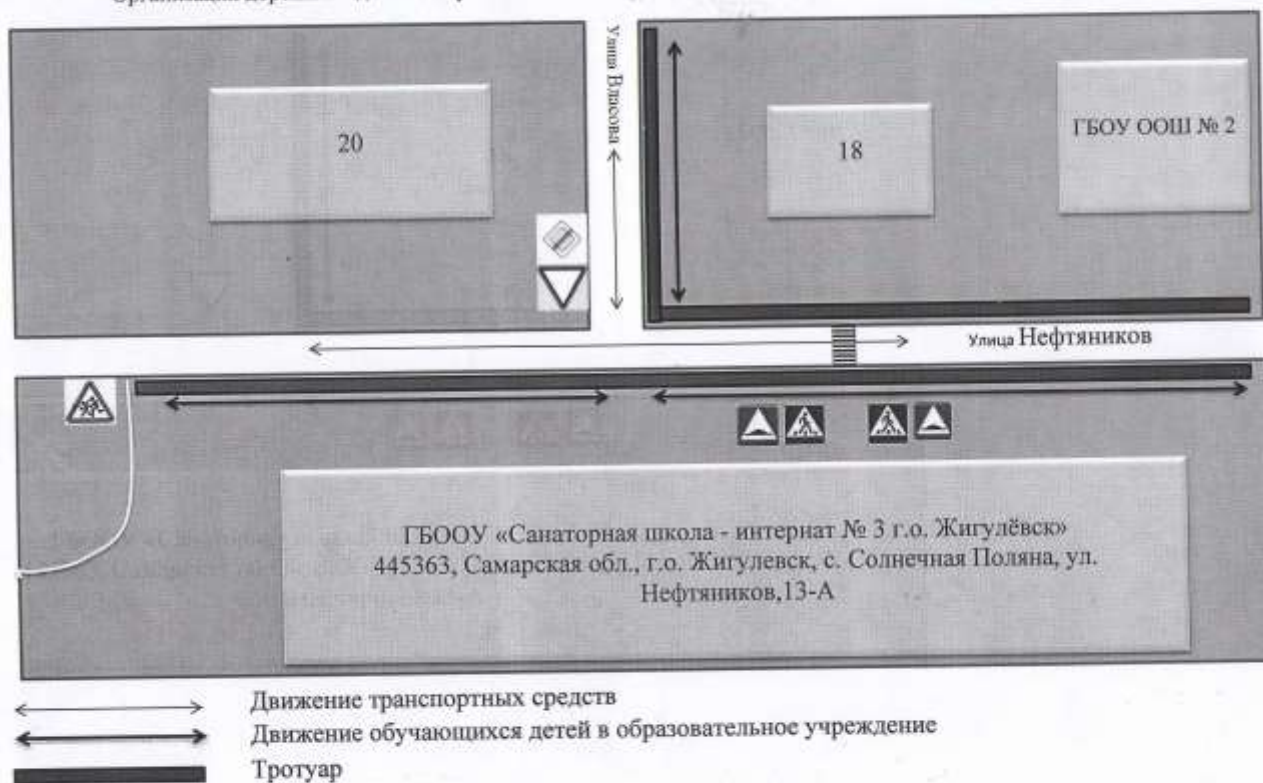 20
Улица Власова
18
ГБОУ ООШ № 2
Улица Нефтяников
ГБООУ «Санаторная школа - интернат № 3 г.о. Жигулёвск»
445363, Самарская обл., г.о. Жигулевск, с. Солнечная Поляна, ул.
Нефтяников,13-А
Движение транспортных средств
Движение обучающихся детей в образовательное учреждение
Тротуар